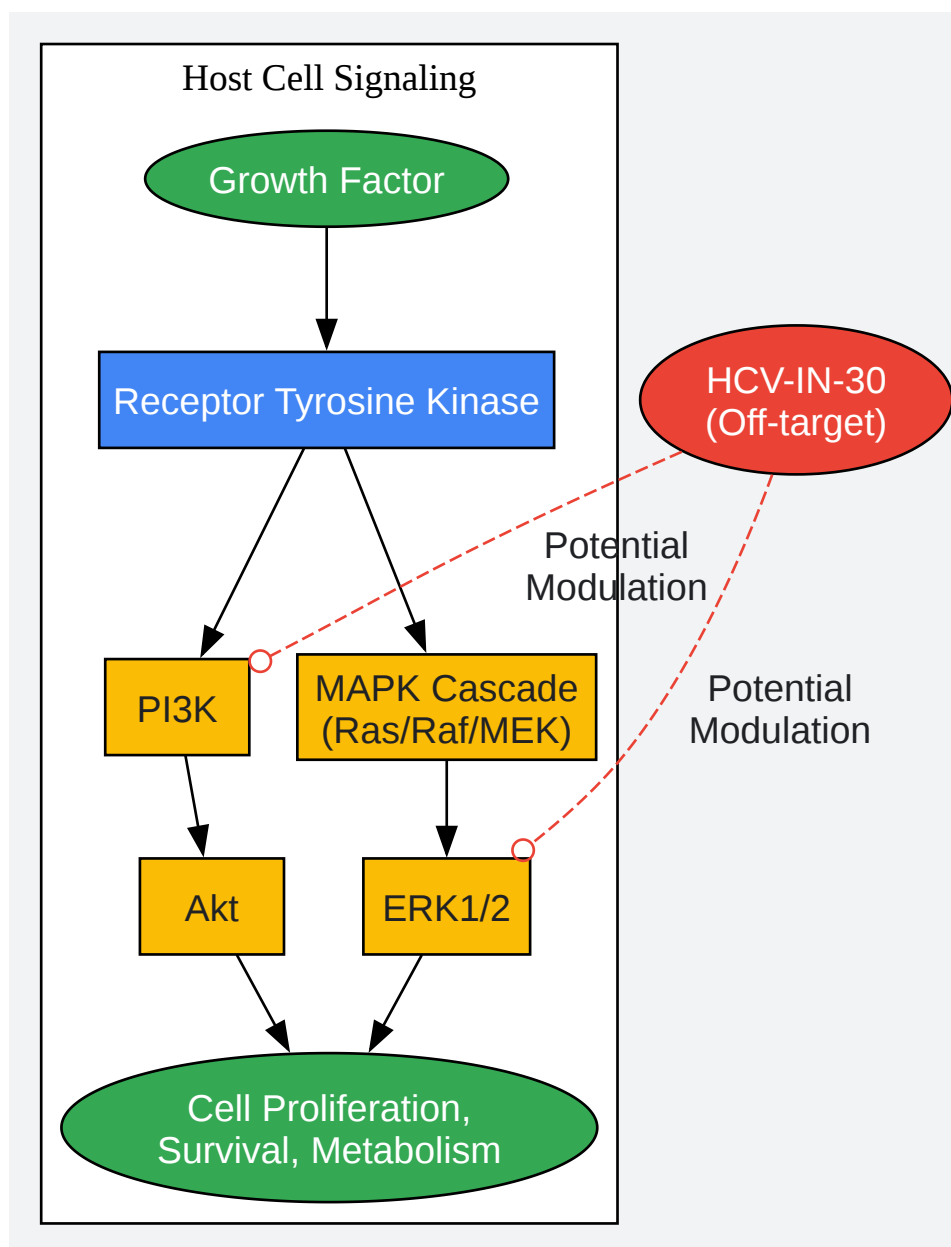 Host Cell Signaling
Growth Factor
Receptor Tyrosine Kinase
HCV-IN-30
(Off-target)
Potential
Modulation
PI3K
MAPK Cascade
(Ras/Raf/MEK)
Potential
Modulation
Akt
ERK1/2
Cell Proliferation,
Survival, Metabolism